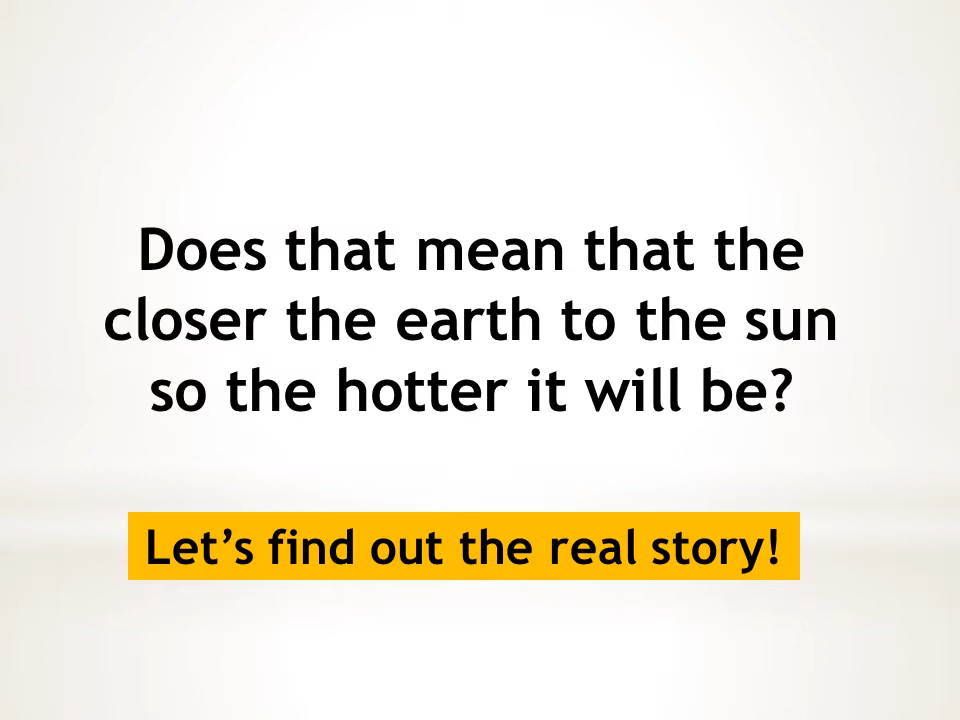 Does that mean that the
closer the earth to the sun
so the hotter it will be?
Let’s find out the real story!